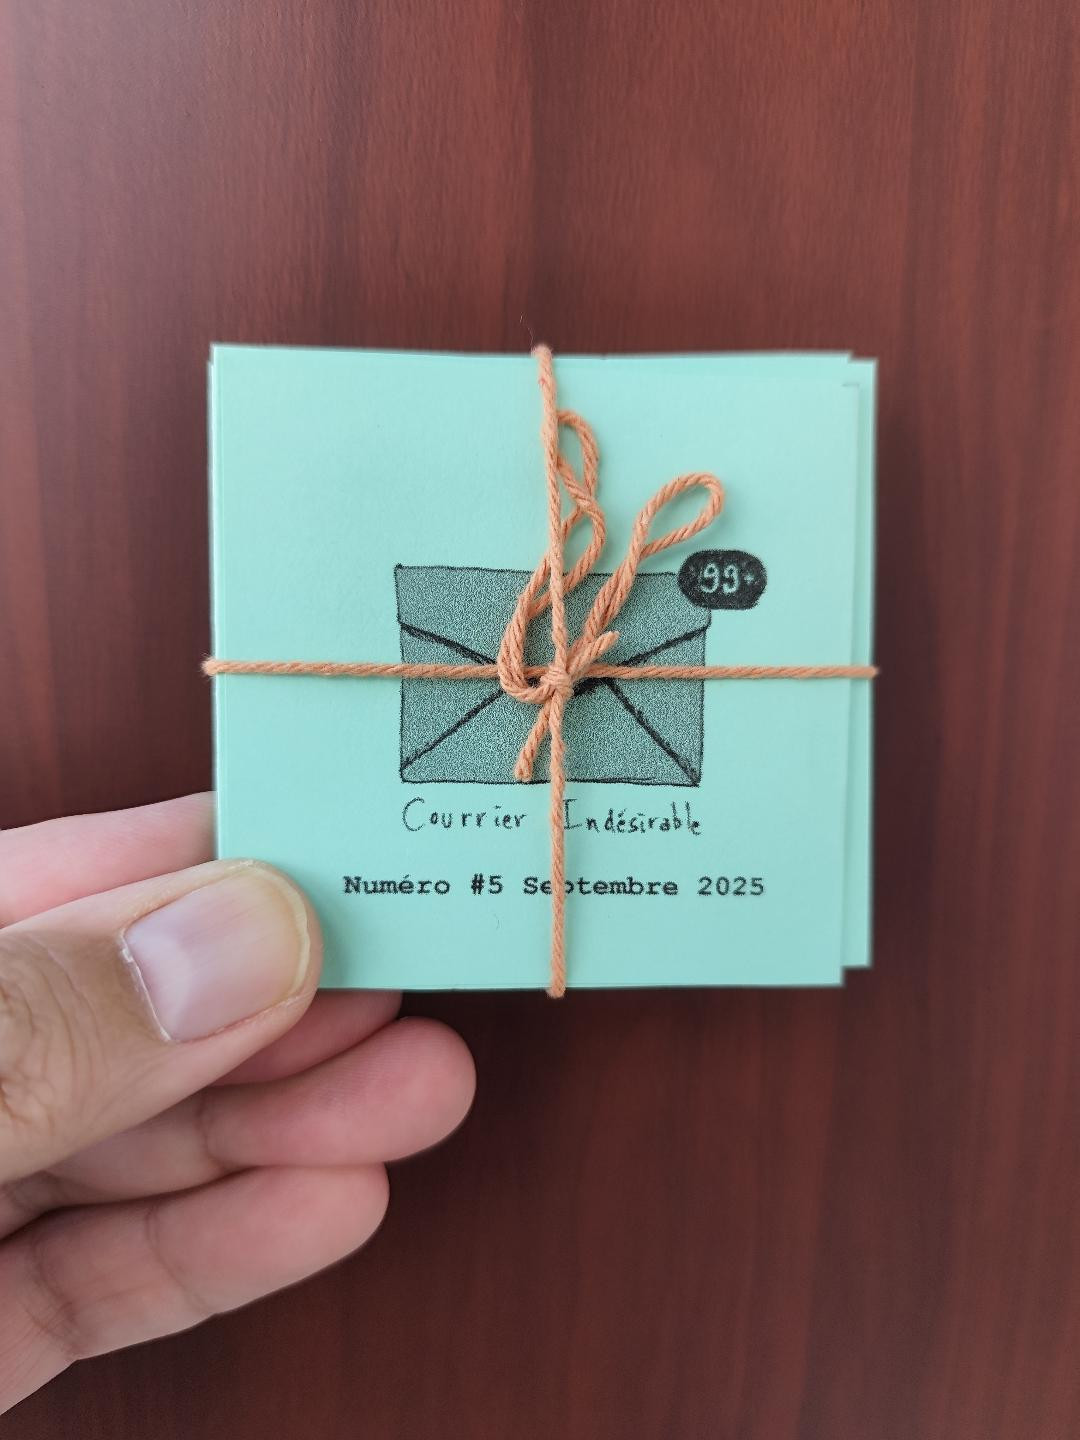 99+
Courrier Indésirable
Numéro #5 Septembre 2025